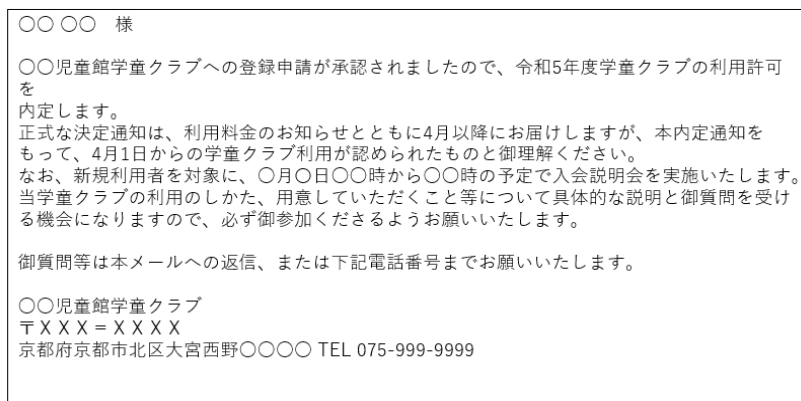 〇〇 〇〇　様
〇〇児童館学童クラブへの登録申請が承認されましたので、令和5年度学童クラブの利用許可
を
内定します。
正式な決定通知は、利用料金のお知らせとともに4月以降にお届けしますが、本内定通知を
もって、4月1日からの学童クラブ利用が認められたものと御理解ください。
なお、新規利用者を対象に、〇月〇日〇〇時から〇〇時の予定で入会説明会を実施いたします。
当学童クラブの利用のしかた、用意していただくこと等について具体的な説明と御質問を受け
る機会になりますので、必ず御参加くださるようお願いいたします。
御質問等は本メールへの返信、または下記電話番号までお願いいたします。
〇〇児童館学童クラブ
〒ＸＸＸ＝ＸＸＸＸ
京都府京都市北区大宮西野〇〇〇〇 TEL 075-999-9999